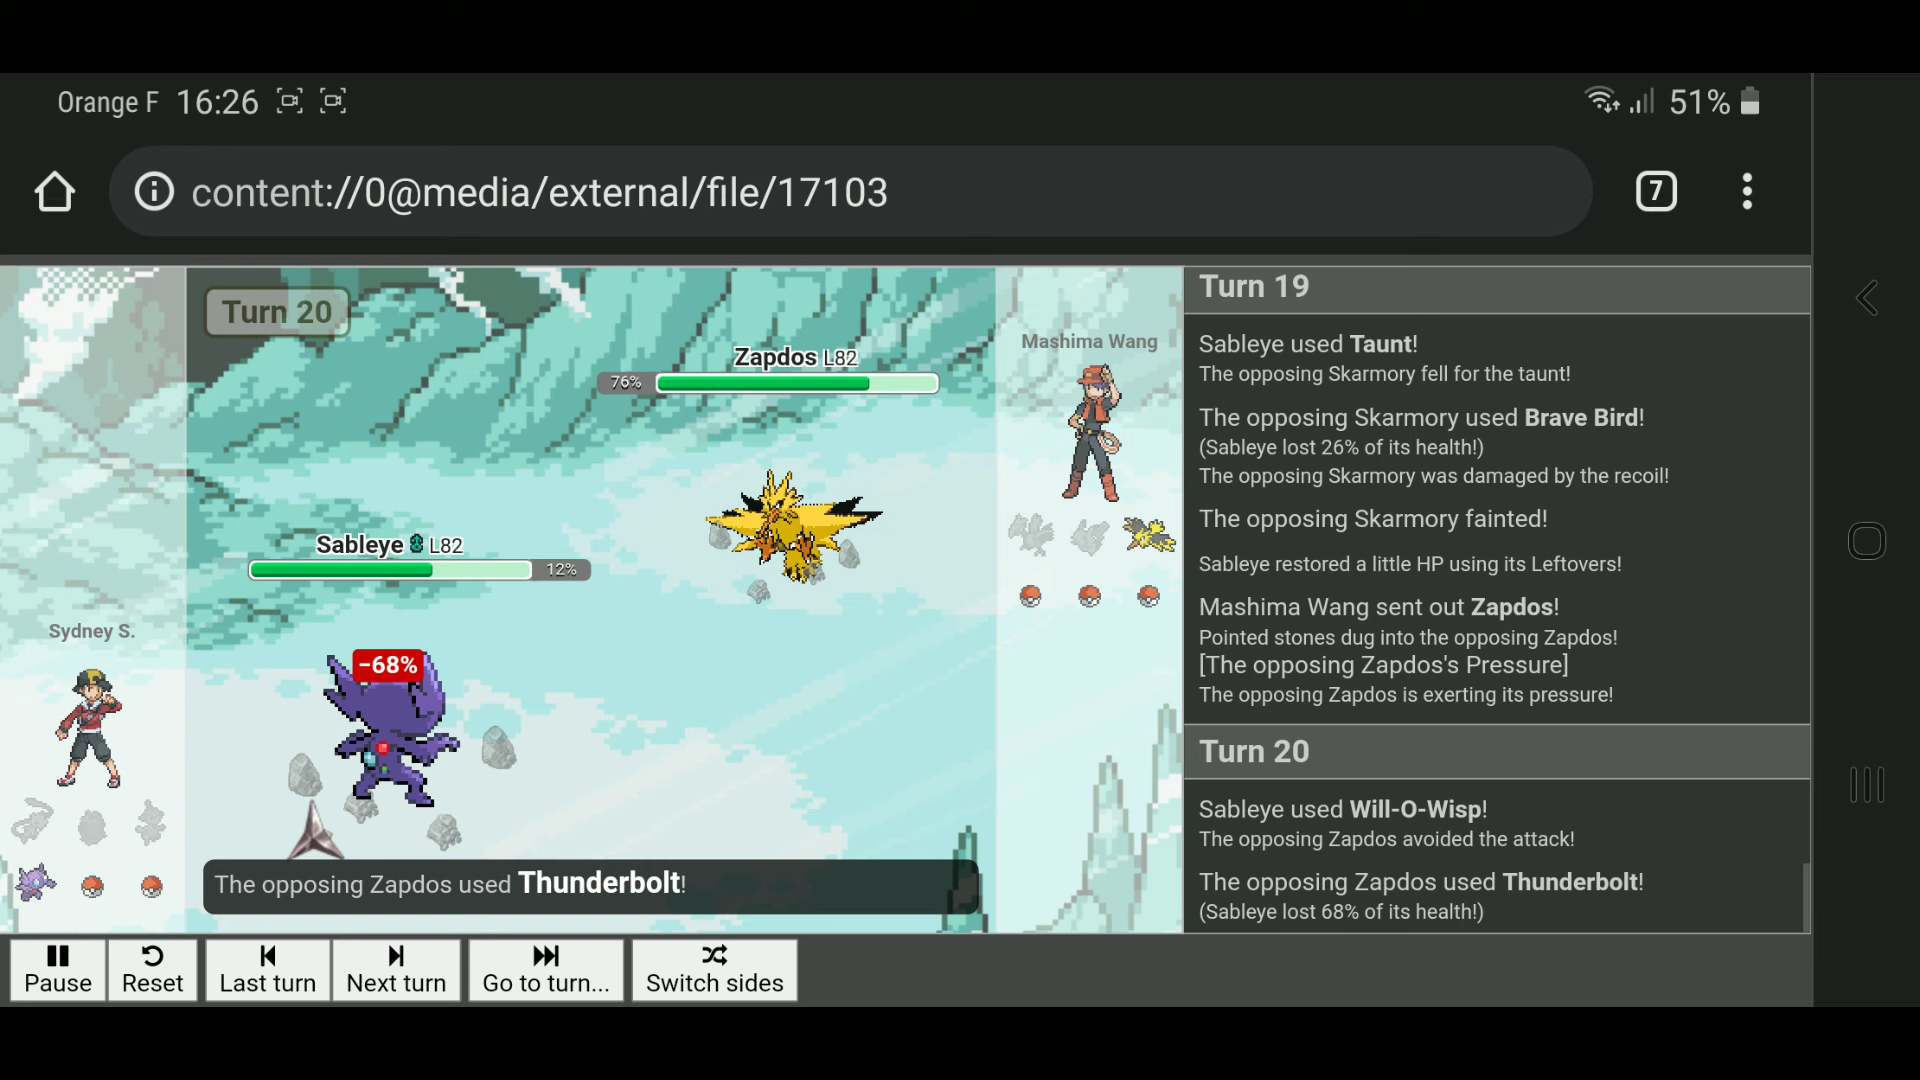 Orange F 16:26
51%
content://0@media/external/file/17103
7
Turn 20
Zapdos L82
76%
Sableye L82
12%
-68%
Sydney S.
Mashima Wang
The opposing Zapdos used Thunderbolt!
Turn 19
Sableye used Taunt!
The opposing Skarmory fell for the taunt!
The opposing Skarmory used Brave Bird!
(Sableye lost 26% of its health!)
The opposing Skarmory was damaged by the recoil!
The opposing Skarmory fainted!
Sableye restored a little HP using its Leftovers!
Mashima Wang sent out Zapdos!
Pointed stones dug into the opposing Zapdos!
[The opposing Zapdos's Pressure]
The opposing Zapdos is exerting its pressure!
Turn 20
Sableye used Will-O-Wisp!
The opposing Zapdos avoided the attack!
The opposing Zapdos used Thunderbolt!
(Sableye lost 68% of its health!)
Pause
Reset
Last turn
Next turn
Go to turn...
Switch sides